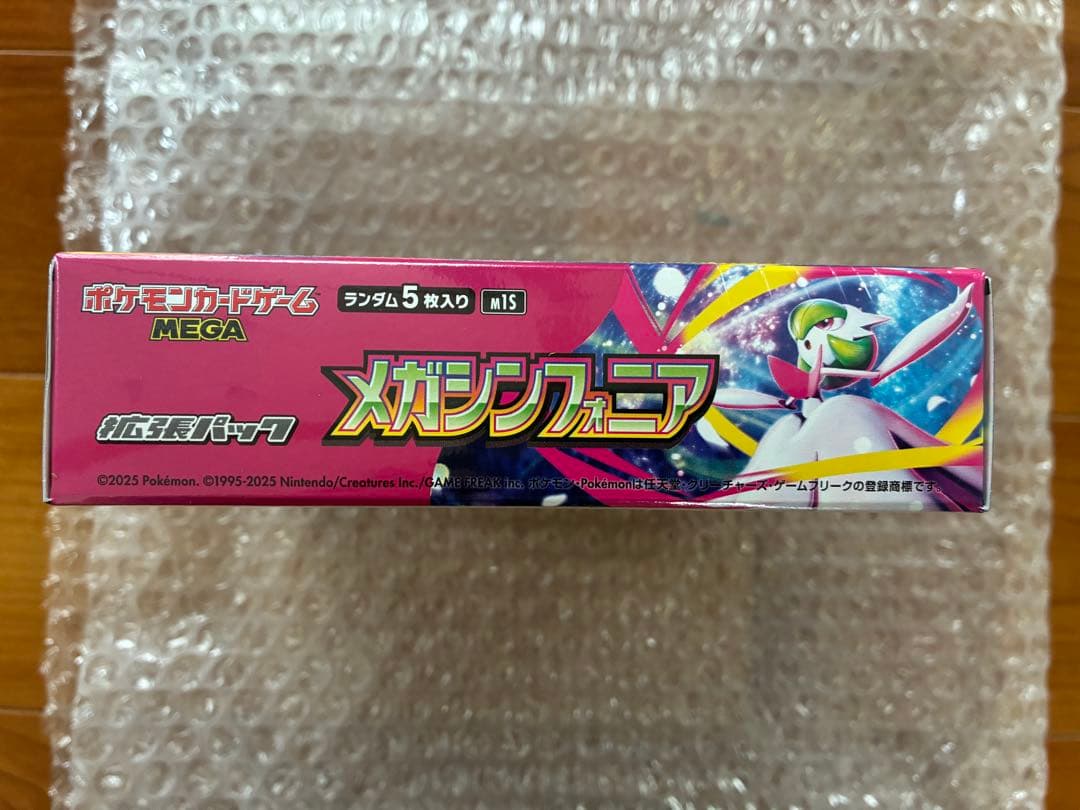 ポケモンカードゲーム
MEGA
ランダム5枚入り
M1S
メガシンフォニア
拡張パック
©2025 Pokémon. ©1995-2025 Nintendo/Creatures Inc./GAME FREAK inc. ポケモン・Pokémonは任天堂・クリーチャーズ・ゲームフリークの登録商標です。